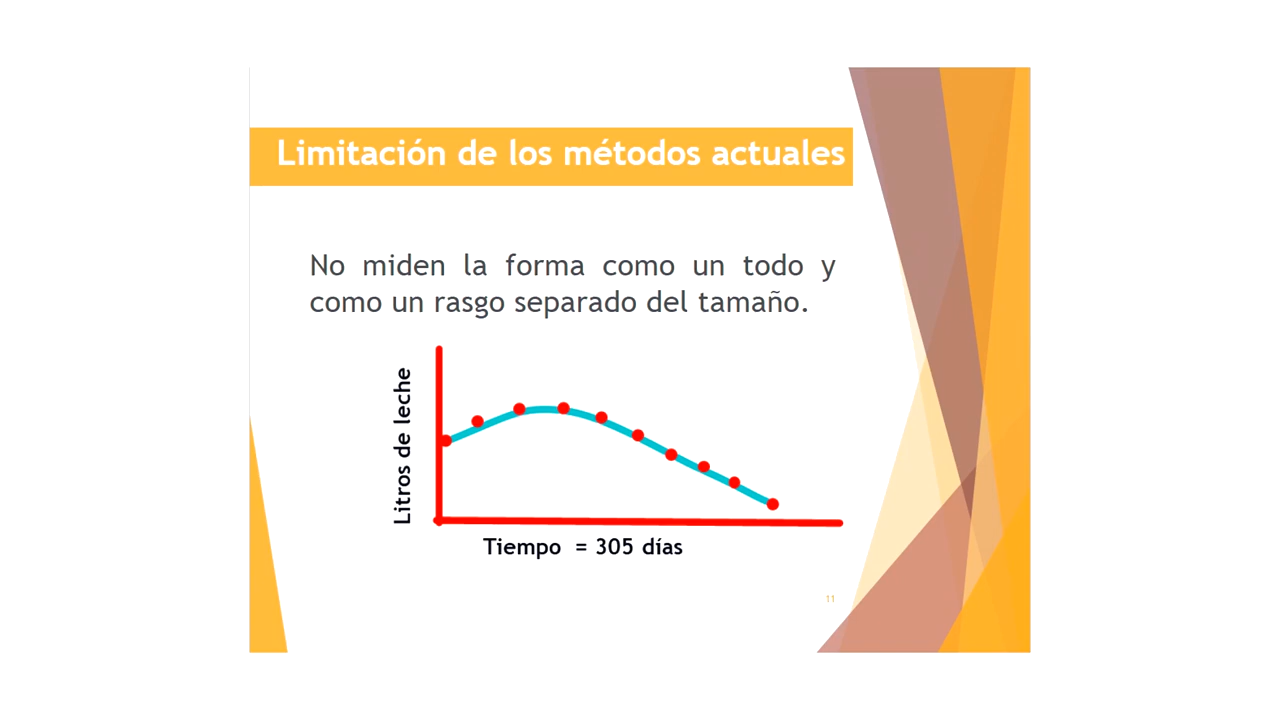 Limitación de los métodos actuales
No miden la forma como un todo y
como un rasgo separado del tamaño.
Litros de leche
Tiempo = 305 días
11